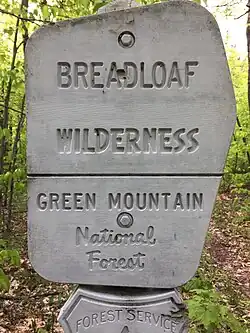 BREADLOAF
WILDERNESS
GREEN MOUNTAIN
National
Forest
FOREST SERVICE